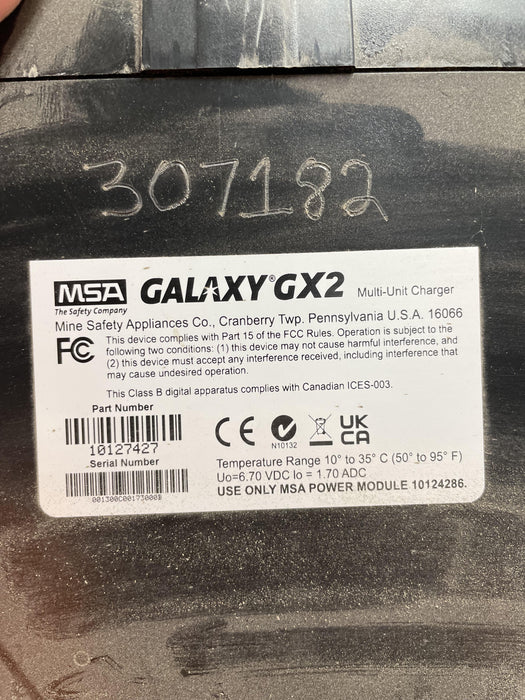 307182
MSA GALAXY® GX2 Multi-Unit Charger
The Safety Company
Mine Safety Appliances Co., Cranberry Twp. Pennsylvania U.S.A. 16066
FC This device complies with Part 15 of the FCC Rules. Operation is subject to the
following two conditions: (1) this device may not cause harmful interference, and
(2) this device must accept any interference received, including interference that
may cause undesired operation.
This Class B digital apparatus complies with Canadian ICES-003.
Part Number
10127427
CE N10132 UK
CA
Serial Number
Temperature Range 10° to 35° C (50° to 95° F)
Uo=6.70 VDC Io = 1.70 ADC
USE ONLY MSA POWER MODULE 10124286.